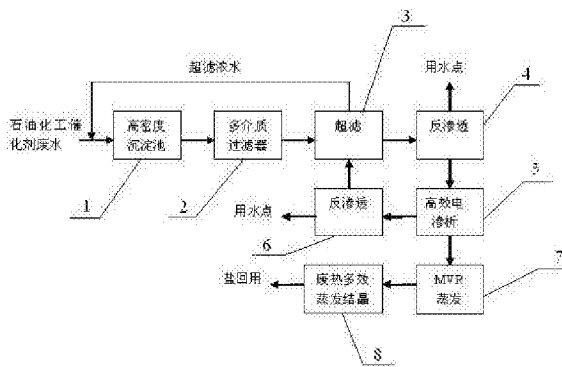 超滤浓水
3
用水点
4
石油化工催
化剂废水
高密度
沉淀池
多介质
过滤器
超滤
反渗透
1
2
用水点
反渗透
高效电
渗析
5
6
盐回用
废热多效
蒸发结晶
MVR
蒸发
7
8